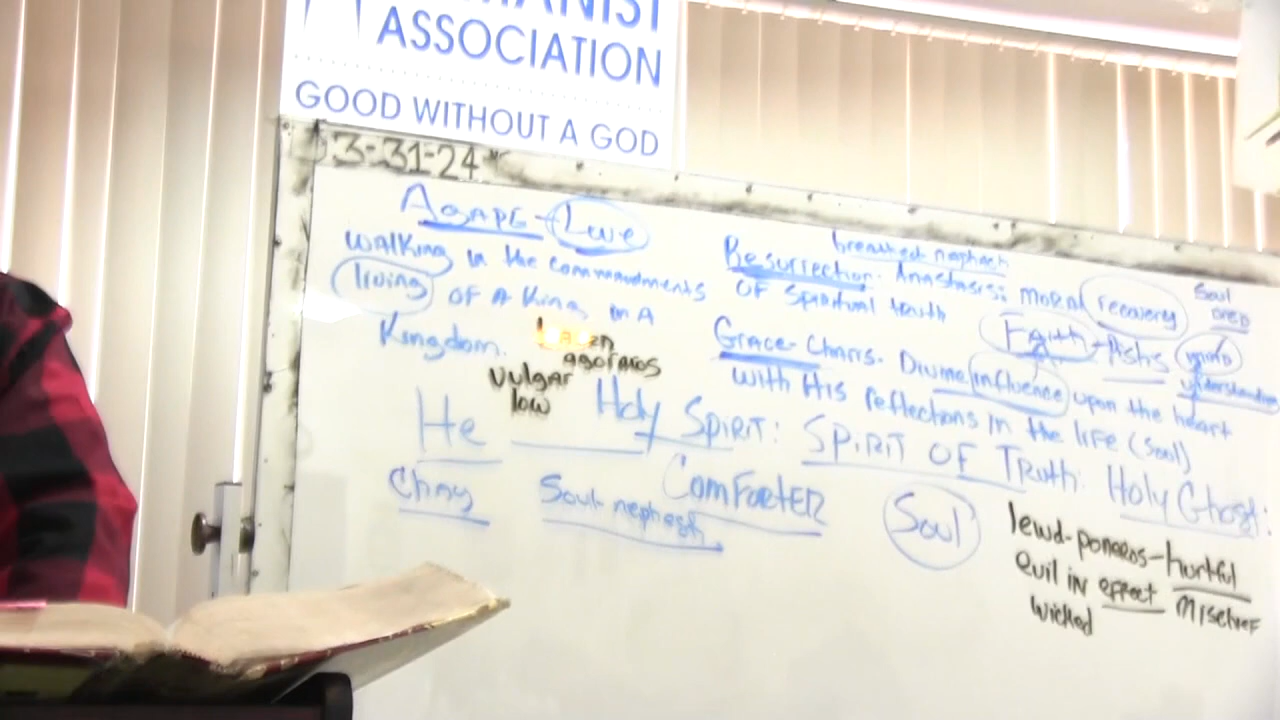 ASSOCIATION
GOOD WITHOUT A GOD
3-31-24
AGAPE-Love
walking in the commandments
living of a King in a
Kingdom.
agoraios
Vulgar
low
breathed nephesh
Resurrection: Anastasis: moral recovery
of spiritual truth
Soul
Faith-Pistis
Grace-Charis. Divine influence upon the heart
understanding
with His reflections in the life (soul)
He Holy Spirit: Spirit of Truth: Holy Ghost:
Chay Soul-nephesh ComForter Soul
lewd-poneros-hurtful
evil in effect Mischief
wicked